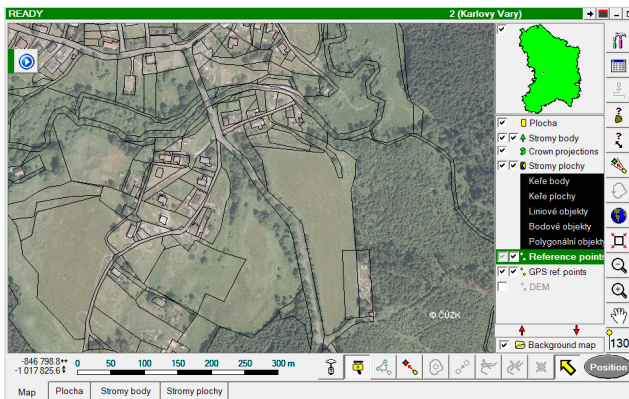 READY 2 (Karlovy Vary)
Plocha
Stromy body
Crown projections
Stromy plochy
Keře body
Keře plochy
Liniové objekty
Bodové objekty
Polygonální objekty
Reference points
GPS ref. points
DEM
© ČÚZK
Background map
130
-846 798.8
-1 017 825.6
0 50 100 150 200 250 300 m
Position
Map Plocha Stromy body Stromy plochy